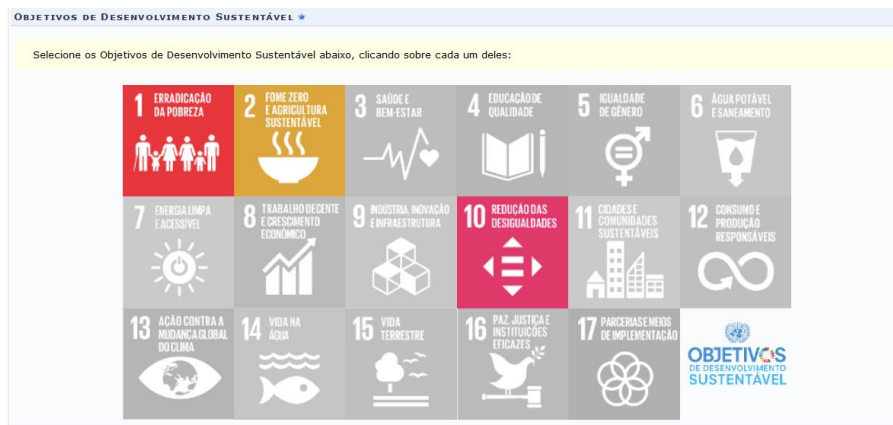 OBJETIVOS DE DESENVOLVIMENTO SUSTENTÁVEL
Selecione os Objetivos de Desenvolvimento Sustentável abaixo, clicando sobre cada um deles:
1 ERRADICAÇÃO
DA POBREZA
2 FOME ZERO
E AGRICULTURA
SUSTENTÁVEL
3 SAÚDE E
BEM-ESTAR
4 EDUCAÇÃO DE
QUALIDADE
5 IGUALDADE
DE GÊNERO
6 ÁGUA POTÁVEL
E SANEAMENTO
7 ENERGIA LIMPA
E ACESSÍVEL
8 TRABALHO DECENTE
E CRESCIMENTO
ECONÔMICO
9 INDÚSTRIA, INOVAÇÃO
E INFRAESTRUTURA
10 REDUÇÃO DAS
DESIGUALDADES
11 CIDADES E
COMUNIDADES
SUSTENTÁVEIS
12 CONSUMO E
PRODUÇÃO
RESPONSÁVEIS
13 AÇÃO CONTRA A
MUDANÇA GLOBAL
DO CLIMA
14 VIDA NA
ÁGUA
15 VIDA
TERRESTRE
16 PAZ, JUSTIÇA E
INSTITUIÇÕES
EFICAZES
17 PARCERIAS E MEIOS
DE IMPLEMENTAÇÃO
OBJETIVOS
DE DESENVOLVIMENTO
SUSTENTÁVEL